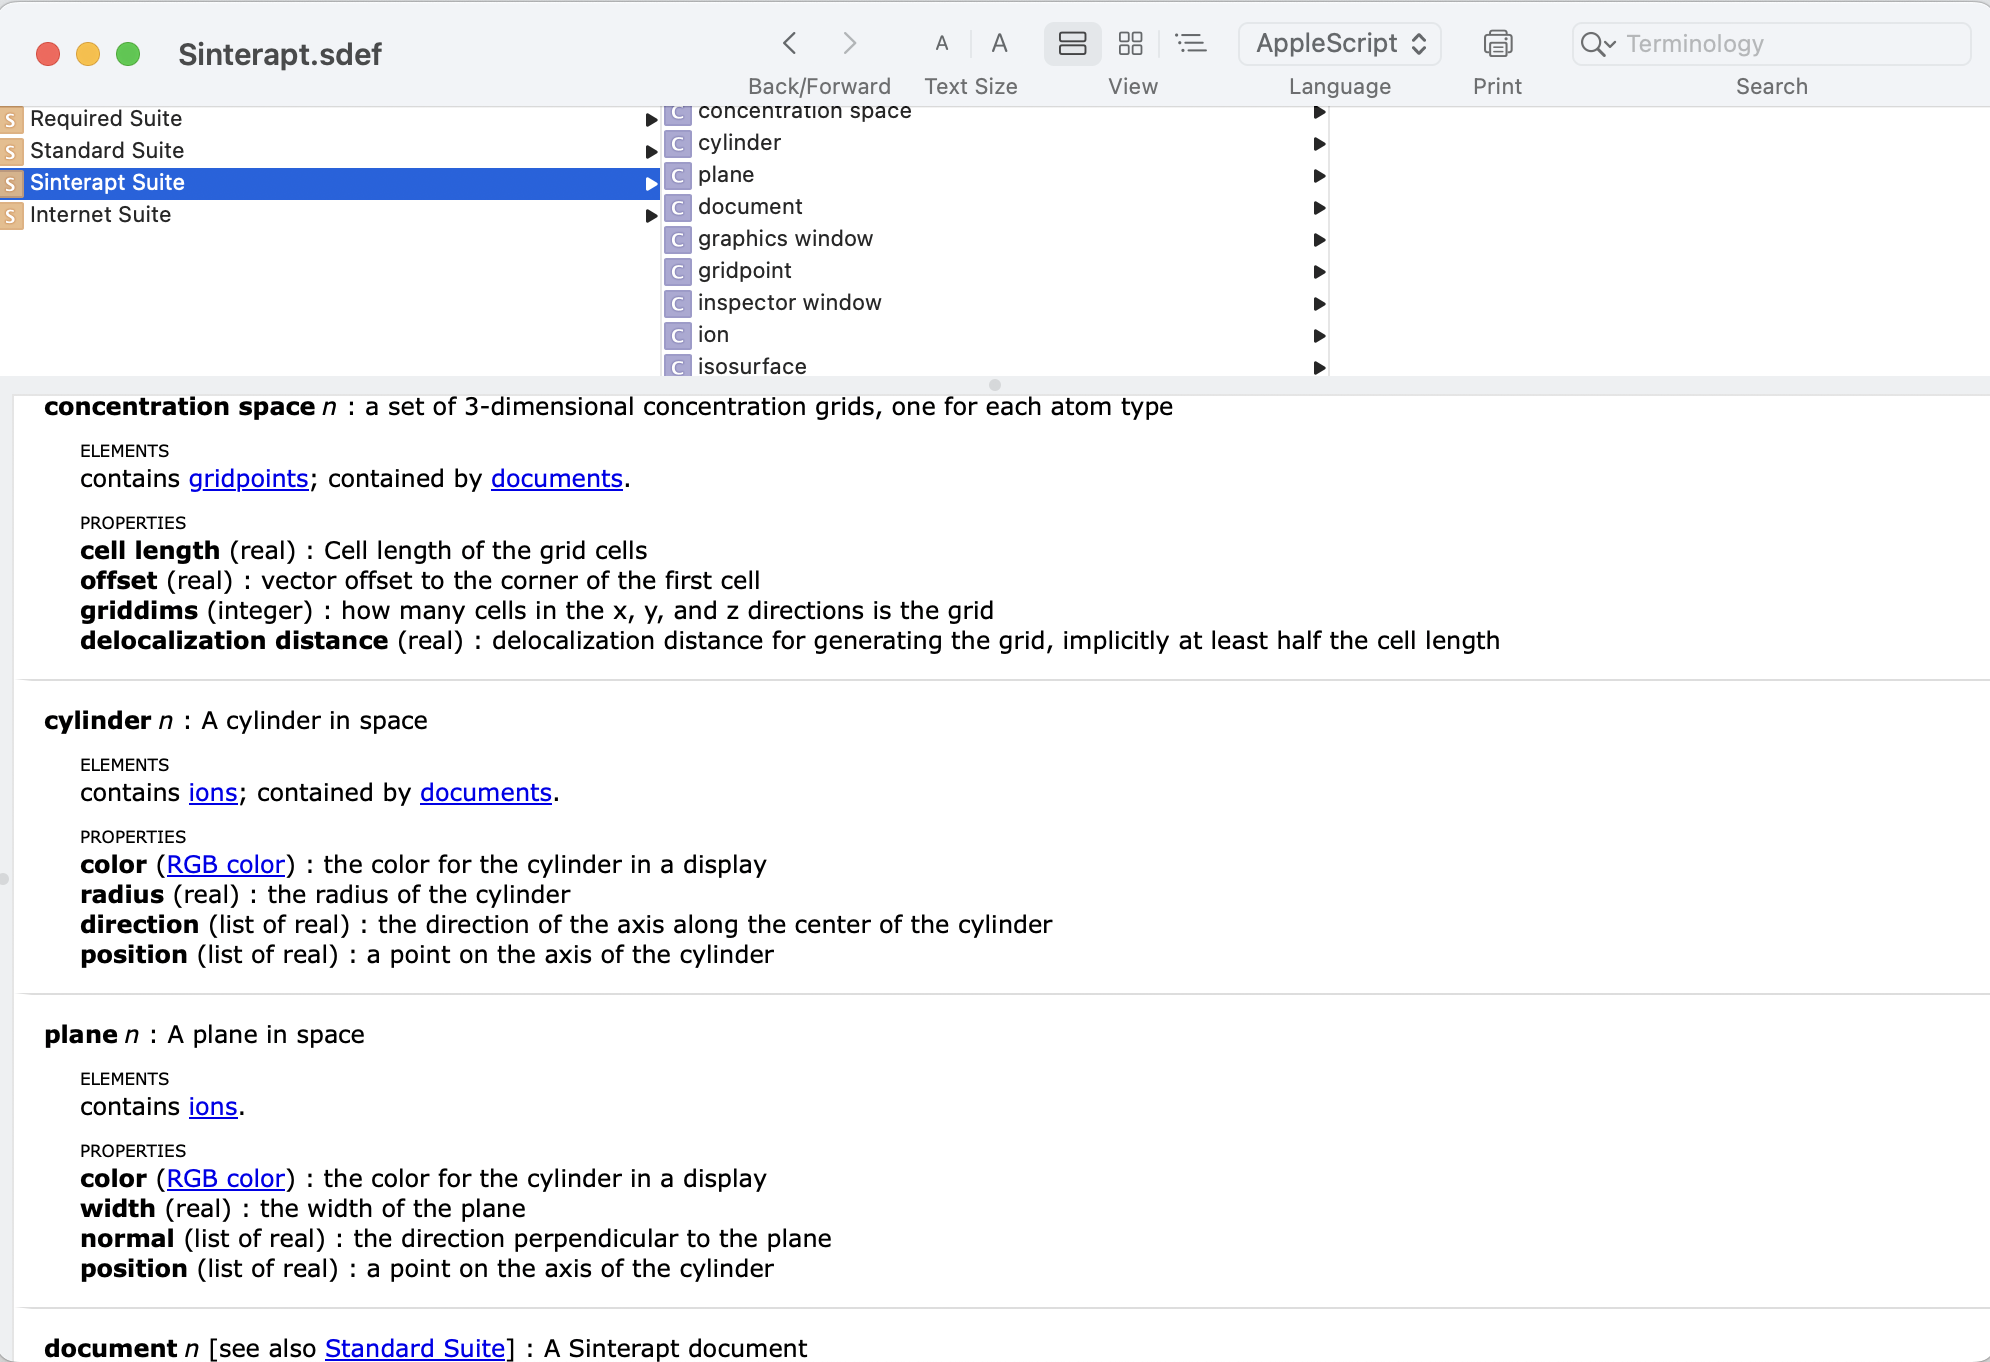 Sinterapt.sdef
A A
AppleScript
Terminology
Back/Forward Text Size View Language Print Search
S Required Suite
S Standard Suite
S Sinterapt Suite
S Internet Suite
C concentration space
C cylinder
C plane
C document
C graphics window
C gridpoint
C inspector window
C ion
C isosurface
concentration space n : a set of 3-dimensional concentration grids, one for each atom type
ELEMENTS
contains gridpoints; contained by documents.
PROPERTIES
cell length (real) : Cell length of the grid cells
offset (real) : vector offset to the corner of the first cell
griddims (integer) : how many cells in the x, y, and z directions is the grid
delocalization distance (real) : delocalization distance for generating the grid, implicitly at least half the cell length
cylinder n : A cylinder in space
ELEMENTS
contains ions; contained by documents.
PROPERTIES
color (RGB color) : the color for the cylinder in a display
radius (real) : the radius of the cylinder
direction (list of real) : the direction of the axis along the center of the cylinder
position (list of real) : a point on the axis of the cylinder
plane n : A plane in space
ELEMENTS
contains ions.
PROPERTIES
color (RGB color) : the color for the cylinder in a display
width (real) : the width of the plane
normal (list of real) : the direction perpendicular to the plane
position (list of real) : a point on the axis of the cylinder
document n [see also Standard Suite] : A Sinterapt document